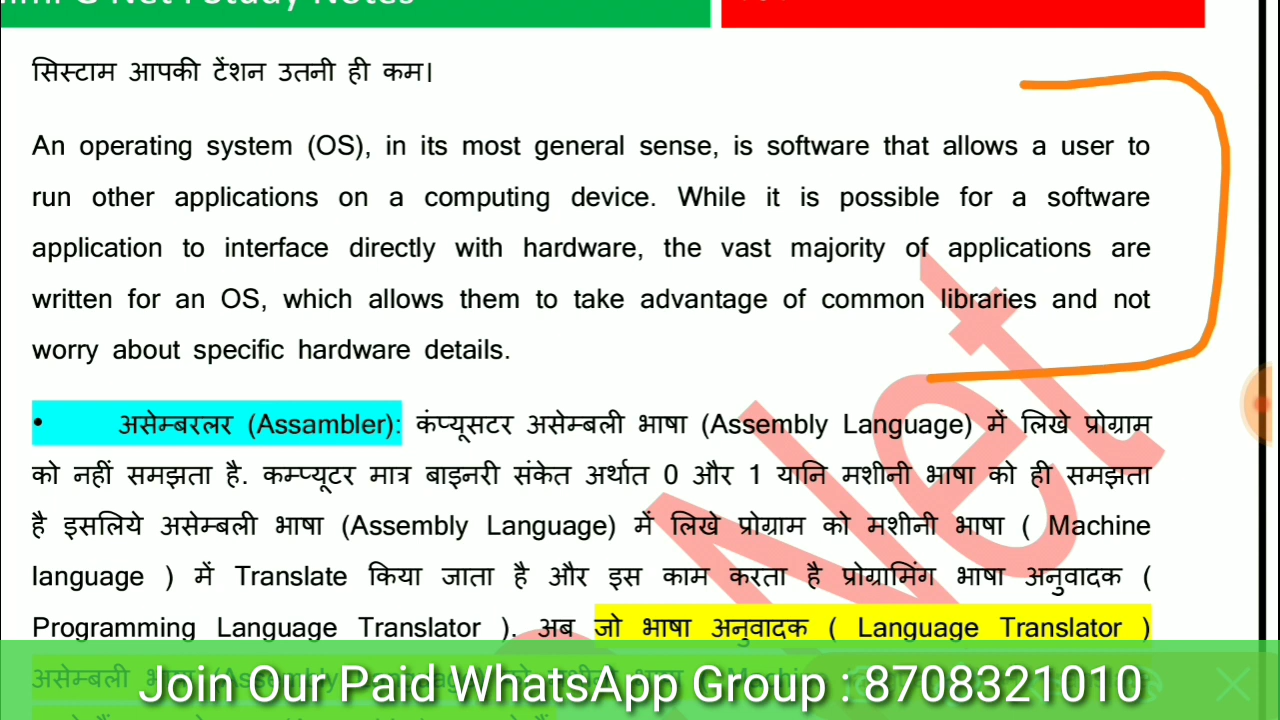 Study Notes
सिस्टाम आपकी टेंशन उतनी ही कम।
An operating system (OS), in its most general sense, is software that allows a user to
run other applications on a computing device. While it is possible for a software
application to interface directly with hardware, the vast majority of applications are
written for an OS, which allows them to take advantage of common libraries and not
worry about specific hardware details.
• असेम्बरलर (Assambler): कंप्यूसटर असेम्बली भाषा (Assembly Language) में लिखे प्रोग्राम
को नहीं समझता है. कम्प्यूटर मात्र बाइनरी संकेत अर्थात 0 और 1 यानि मशीनी भाषा को ही समझता
है इसलिये असेम्बली भाषा (Assembly Language) में लिखे प्रोग्राम को मशीनी भाषा ( Machine
language ) में Translate किया जाता है और इस काम करता है प्रोग्रामिंग भाषा अनुवादक (
Programming Language Translator ). अब जो भाषा अनुवादक ( Language Translator )
असेम्बली
Join Our Paid WhatsApp Group : 8708321010
Net